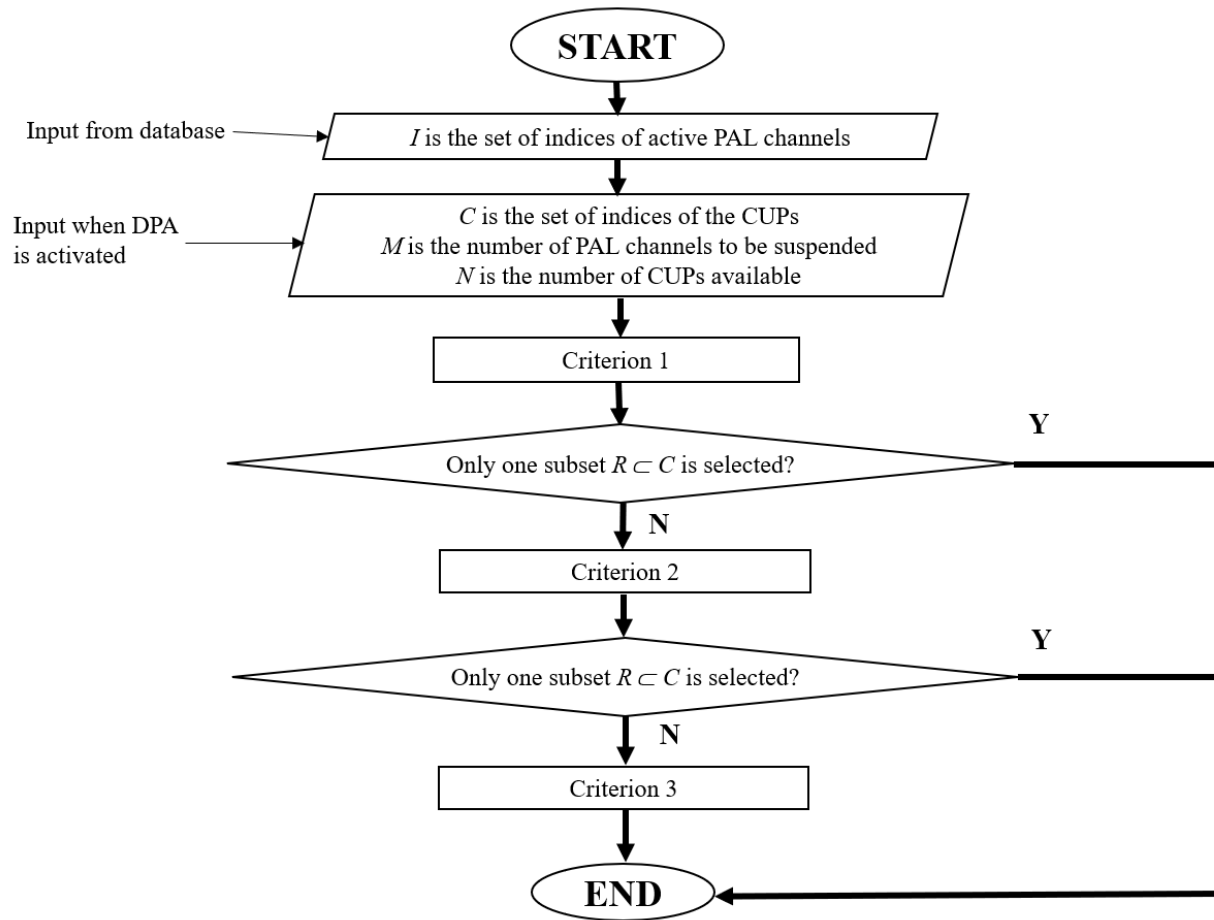 START
Input from database
I is the set of indices of active PAL channels
Input when DPA
is activated
C is the set of indices of the CUPs
M is the number of PAL channels to be suspended
N is the number of CUPs available
Criterion 1
Only one subset R ⊂ C is selected?
Y
N
Criterion 2
Only one subset R ⊂ C is selected?
Y
N
Criterion 3
END